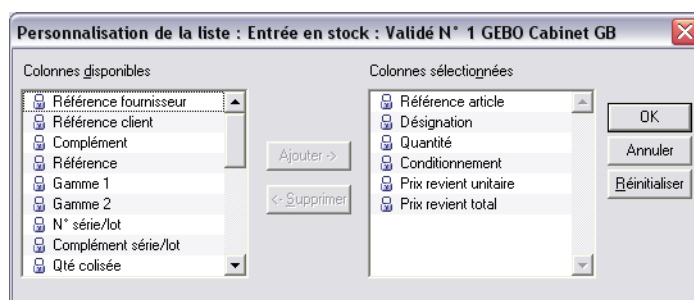 Personnalisation de la liste : Entrée en stock : Validé N° 1 GEBO Cabinet GB
Colonnes disponibles
Référence fournisseur
Référence client
Complément
Référence
Gamme 1
Gamme 2
N° série/lot
Complément série/lot
Qté colisée
Ajouter ->
<- Supprimer
Colonnes sélectionnées
Référence article
Désignation
Quantité
Conditionnement
Prix revient unitaire
Prix revient total
OK
Annuler
Réinitialiser